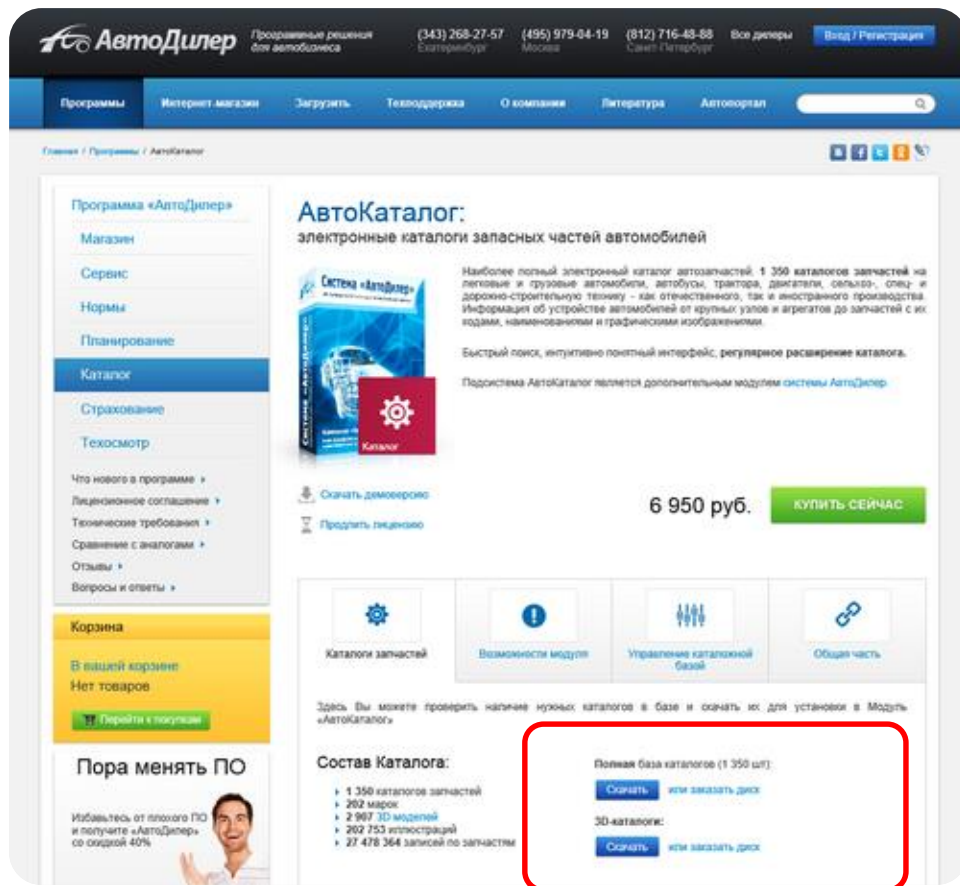 АвтоДилер
Программные решения
для автобизнеса
(343) 268-27-57
Екатеринбург
(495) 979-04-19
Москва
(812) 716-48-88
Санкт-Петербург
Все дилеры
Вход / Регистрация
Программы
Интернет-магазин
Загрузить
Техподдержка
О компании
Литература
Автопортал
Главная / Программы / АвтоКаталог
Программа «АвтоДилер»
Магазин
Сервис
Нормы
Планирование
Каталог
Страхование
Техосмотр
Что нового в программе
Лицензионное соглашение
Технические требования
Сравнение с аналогами
Отзывы
Вопросы и ответы
Корзина
В вашей корзине
Нет товаров
Перейти к покупкам
Пора менять ПО
Избавьтесь от плохого ПО
и получите «АвтоДилер»
со скидкой 40%
АвтоКаталог:
электронные каталоги запасных частей автомобилей
Система «АвтоДилер»
Система «АвтоДилер»
Каталог
Наиболее полный электронный каталог автозапчастей. 1 350 каталогов запчастей на
легковые и грузовые автомобили, автобусы, трактора, двигатели, сельхоз-, спец- и
дорожно-строительную технику - как отечественного, так и иностранного производства.
Информация об устройстве автомобилей от крупных узлов и агрегатов до запчастей с их
кодами, наименованиями и графическими изображениями.
Быстрый поиск, интуитивно понятный интерфейс, регулярное расширение каталога.
Подсистема АвтоКаталог является дополнительным модулем системы АвтоДилер.
Скачать демоверсию
Продлить лицензию
6 950 руб.
КУПИТЬ СЕЙЧАС
Каталоги запчастей
Возможности модуля
Управление каталожной
базой
Общая часть
Здесь Вы можете проверить наличие нужных каталогов в базе и скачать их для установки в Модуль
«АвтоКаталог»
Состав Каталога:
1 350 каталогов запчастей
202 марок
2 907 3D моделей
202 753 иллюстраций
27 478 364 записей по запчастям
Полная база каталогов (1 350 шт):
Скачать или заказать диск
3D-каталоги:
Скачать или заказать диск